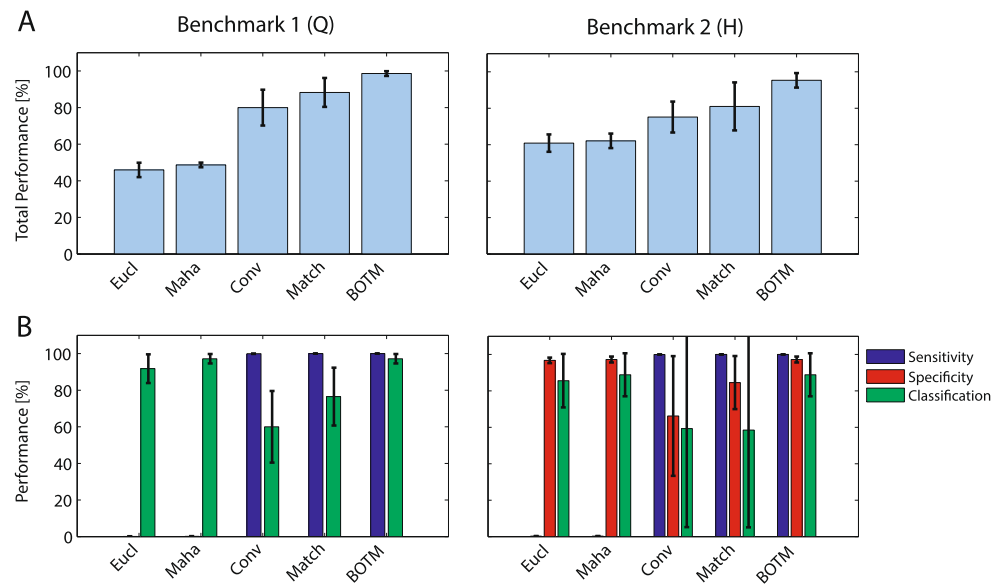 A
Benchmark 1 (Q)
Benchmark 2 (H)
Total Performance [%]
100
80
60
40
20
0
Eucl
Maha
Conv
Match
BOTM
Eucl
Maha
Conv
Match
BOTM
B
Performance [%]
100
80
60
40
20
0
Eucl
Maha
Conv
Match
BOTM
Eucl
Maha
Conv
Match
BOTM
Sensitivity
Specificity
Classification